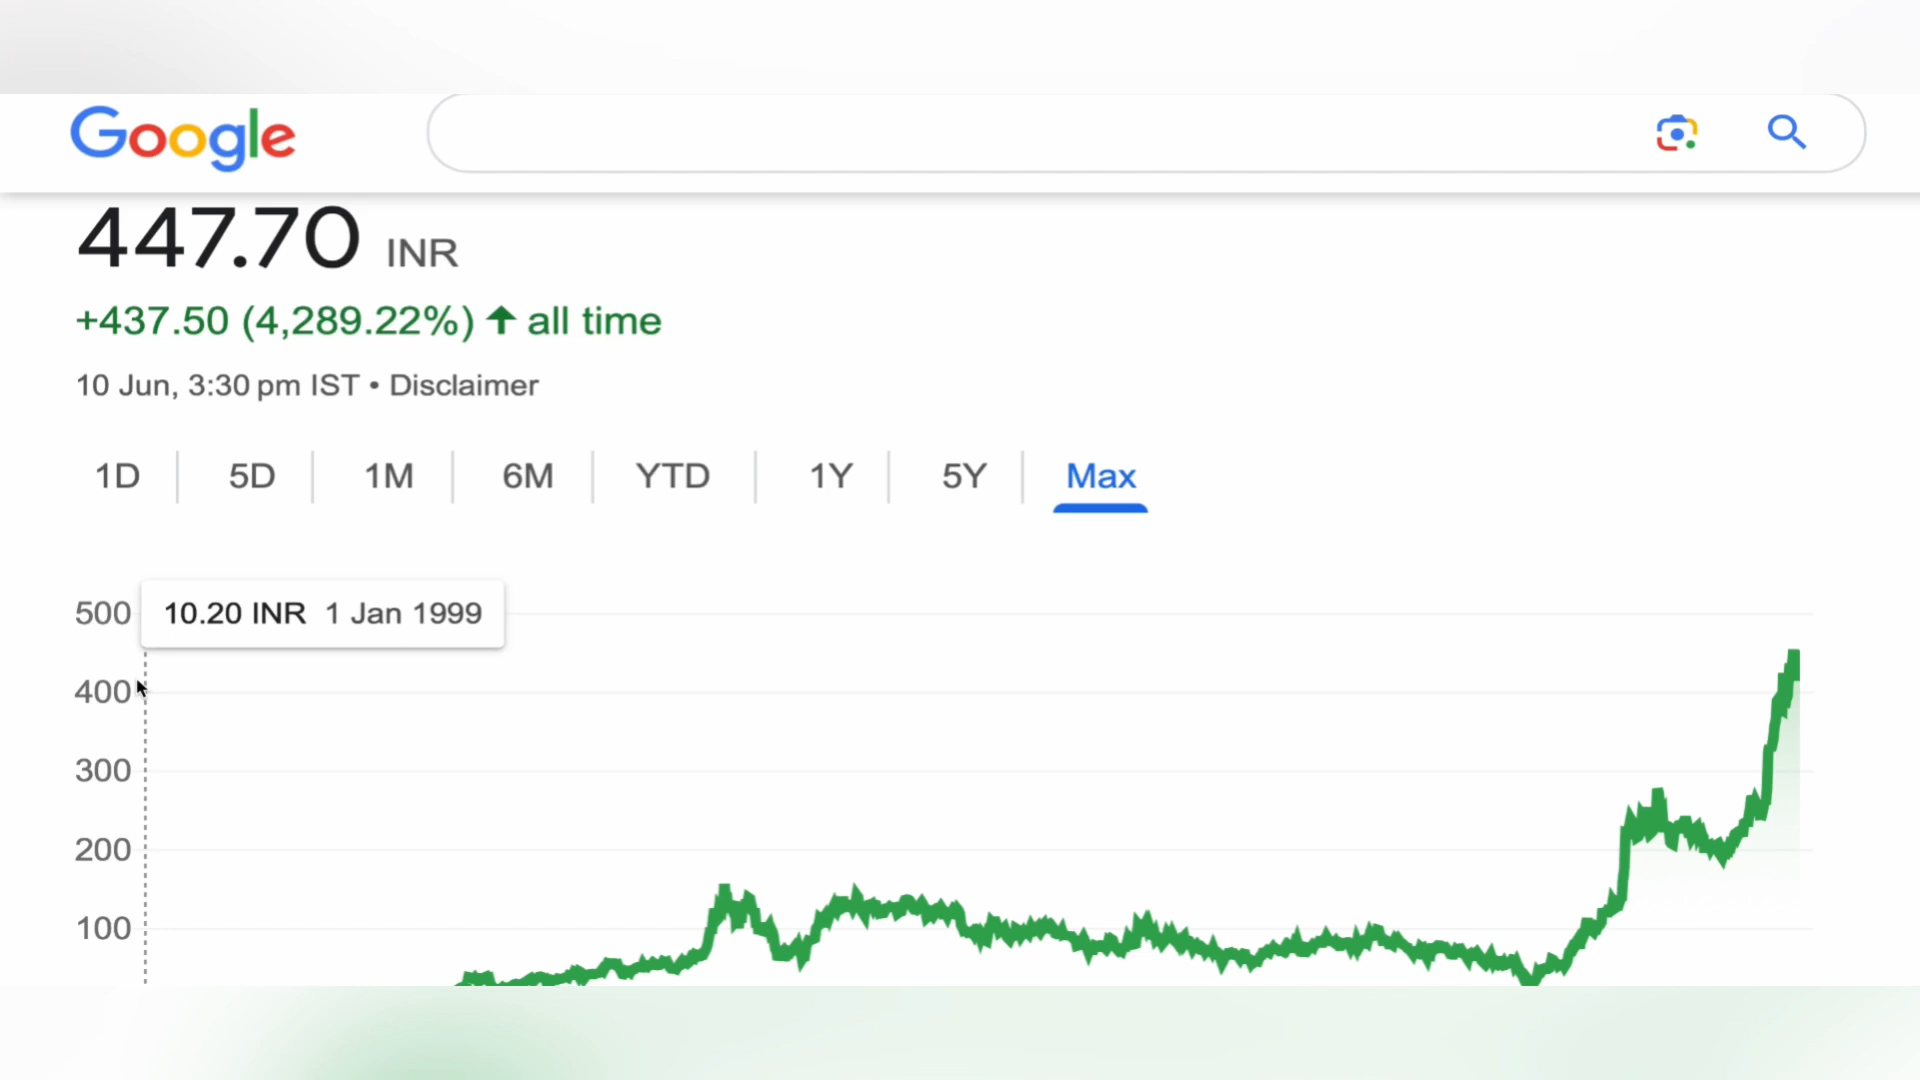 Google
447.70 INR
+437.50 (4,289.22%) ↑ all time
10 Jun, 3:30 pm IST • Disclaimer
1D 5D 1M 6M YTD 1Y 5Y Max
500
10.20 INR 1 Jan 1999
400
300
200
100